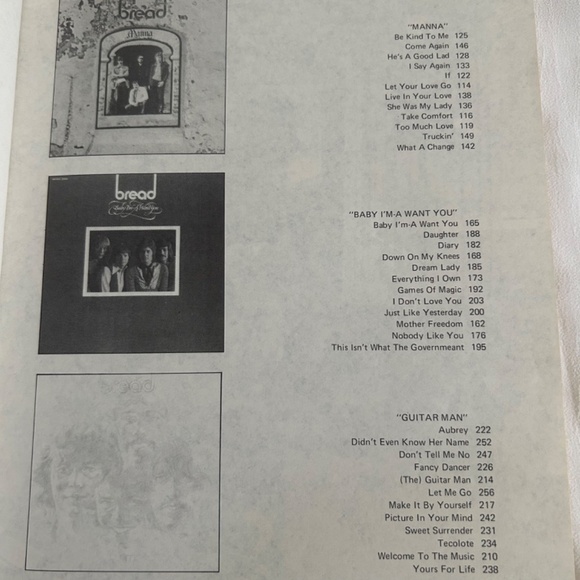 bread
Manna
"MANNA"
Be Kind To Me 125
Come Again 146
He's A Good Lad 128
I Say Again 133
If 122
Let Your Love Go 114
Live In Your Love 138
She Was My Lady 136
Take Comfort 116
Too Much Love 119
Truckin' 149
What A Change 142
bread
Baby I'm-A Want You
"BABY I'M-A WANT YOU"
Baby I'm-A Want You 165
Daughter 188
Diary 182
Down On My Knees 168
Dream Lady 185
Everything I Own 173
Games Of Magic 192
I Don't Love You 203
Just Like Yesterday 200
Mother Freedom 162
Nobody Like You 176
This Isn't What The Governmeant 195
bread
"GUITAR MAN"
Aubrey 222
Didn't Even Know Her Name 252
Don't Tell Me No 247
Fancy Dancer 226
(The) Guitar Man 214
Let Me Go 256
Make It By Yourself 217
Picture In Your Mind 242
Sweet Surrender 231
Tecolote 234
Welcome To The Music 210
Yours For Life 238